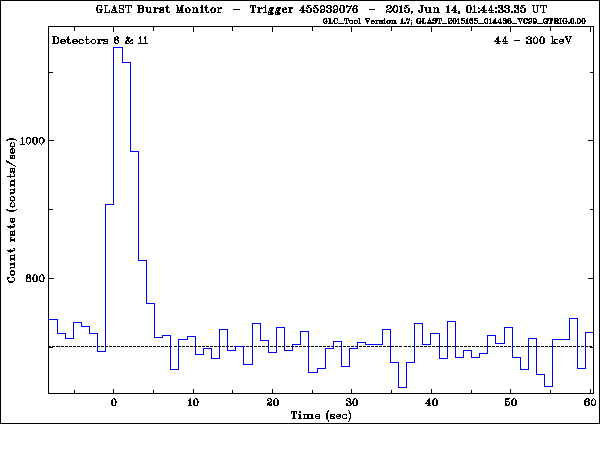 GLAST Burst Monitor - Trigger 455939076 - 2015, Jun 14, 01:44:33.35 UT
GLC_Tool Version 1.7; GLAST_2015165_014436_VC09_GTRIG.0.00
Detectors 6 & 11 44 - 300 keV
Count rate (counts/sec)
1000
800
0 10 20 30 40 50 60
Time (sec)